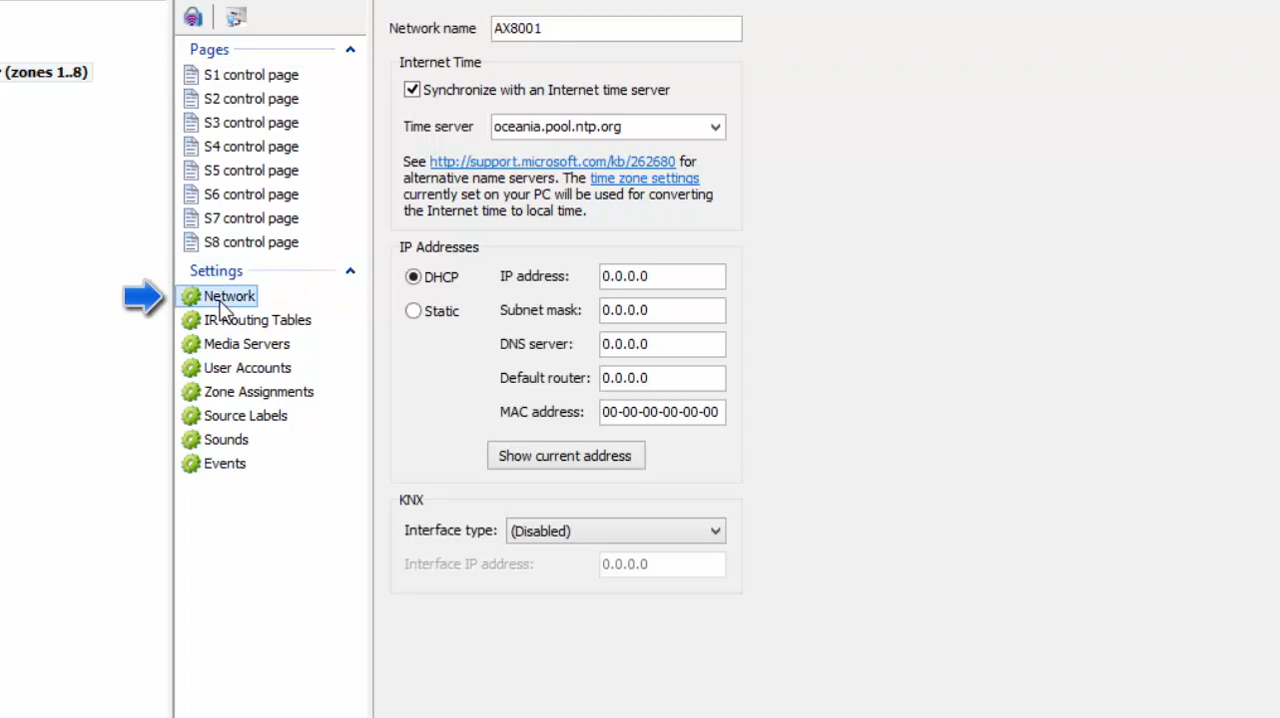 (zones 1..8)
Pages
S1 control page
S2 control page
S3 control page
S4 control page
S5 control page
S6 control page
S7 control page
S8 control page
Settings
Network
IR Routing Tables
Media Servers
User Accounts
Zone Assignments
Source Labels
Sounds
Events
Network name AX8001
Internet Time
Synchronize with an Internet time server
Time server oceania.pool.ntp.org
See http://support.microsoft.com/kb/262680 for
alternative name servers. The time zone settings
currently set on your PC will be used for converting
the Internet time to local time.
IP Addresses
DHCP IP address: 0.0.0.0
Static Subnet mask: 0.0.0.0
DNS server: 0.0.0.0
Default router: 0.0.0.0
MAC address: 00-00-00-00-00-00
Show current address
KNX
Interface type: (Disabled)
Interface IP address: 0.0.0.0